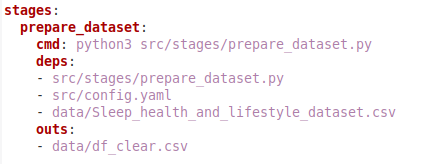 stages:
  prepare_dataset:
    cmd: python3 src/stages/prepare_dataset.py
    deps:
    - src/stages/prepare_dataset.py
    - src/config.yaml
    - data/Sleep_health_and_lifestyle_dataset.csv
    outs:
    - data/df_clear.csv